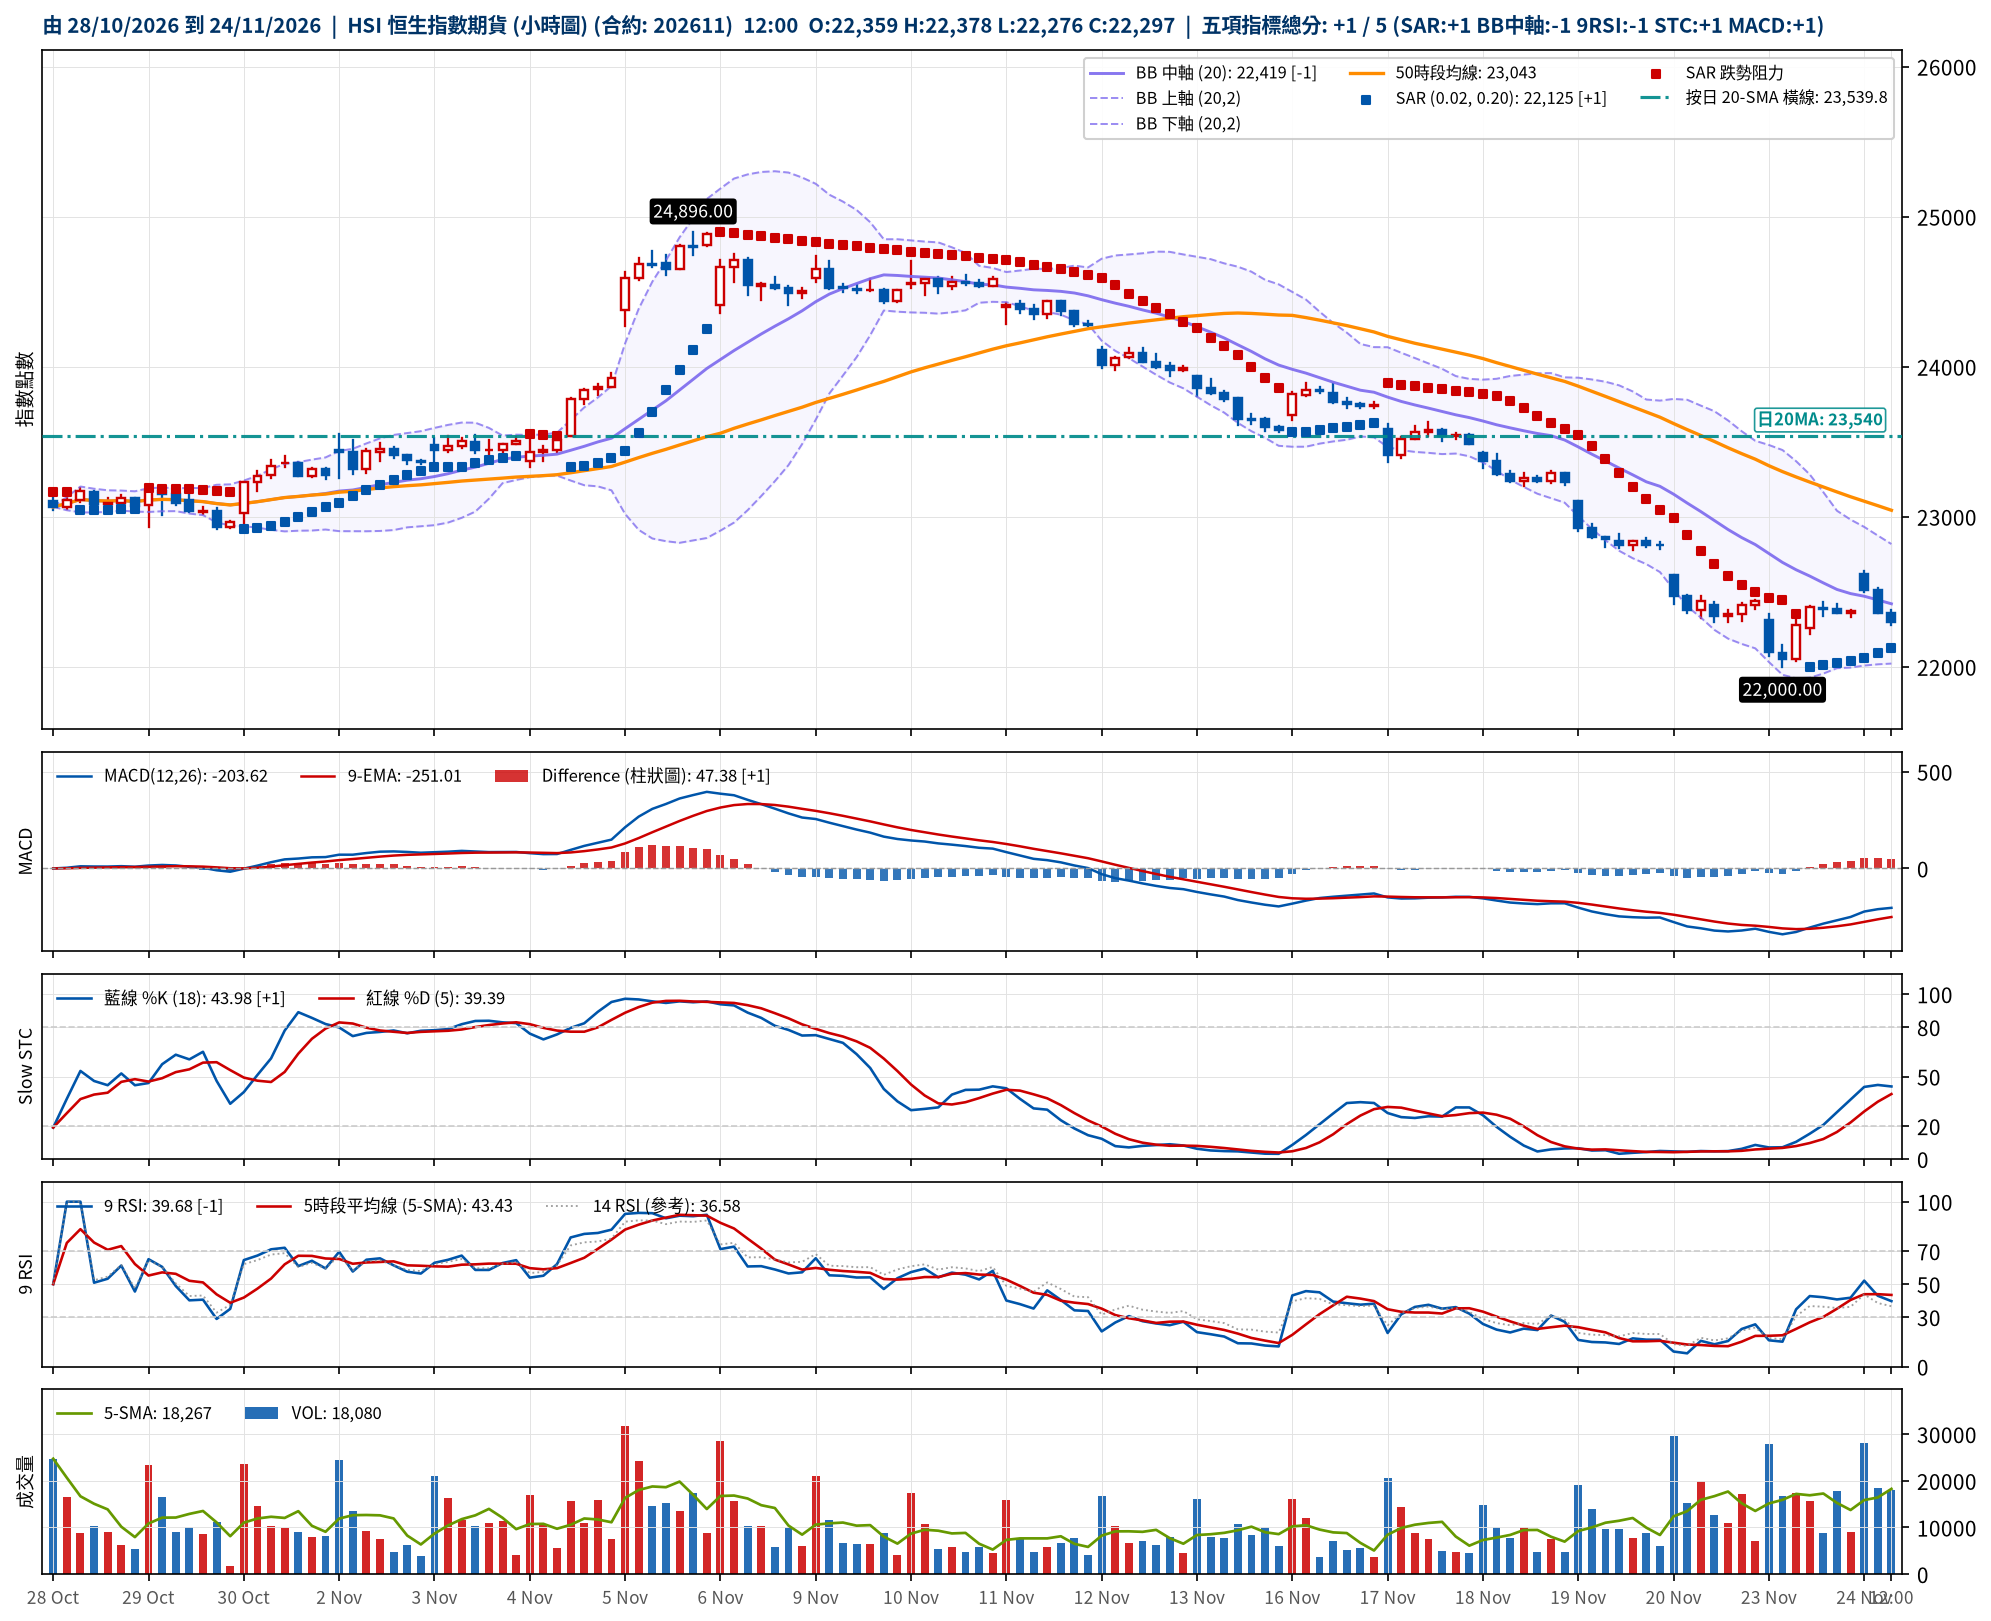 由 28/10/2026 到 24/11/2026 | HSI 恒生指數期貨 (小時圖) (合約: 202611) 12:00 O:22,359 H:22,378 L:22,276 C:22,297 | 五項指標總分: +1 / 5 (SAR:+1 BB中軸:-1 9RSI:-1 STC:+1 MACD:+1)
BB 中軸 (20): 22,419 [-1]
BB 上軸 (20,2)
BB 下軸 (20,2)
50時段均線: 23,043
SAR (0.02, 0.20): 22,125 [+1]
SAR 跌勢阻力
按日 20-SMA 橫線: 23,539.8
指數點數
26000
25000
24000
23000
22000
24,896.00
日20MA: 23,540
22,000.00
MACD(12,26): -203.62
9-EMA: -251.01
Difference (柱狀圖): 47.38 [+1]
MACD
500
0
藍線 %K (18): 43.98 [+1]
紅線 %D (5): 39.39
Slow STC
100
80
50
20
0
9 RSI: 39.68 [-1]
5時段平均線 (5-SMA): 43.43
14 RSI (參考): 36.58
9 RSI
100
70
50
30
0
5-SMA: 18,267
VOL: 18,080
成交量
30000
20000
10000
0
28 Oct
29 Oct
30 Oct
2 Nov
3 Nov
4 Nov
5 Nov
6 Nov
9 Nov
10 Nov
11 Nov
12 Nov
13 Nov
16 Nov
17 Nov
18 Nov
19 Nov
20 Nov
23 Nov
24 Nov
12:00